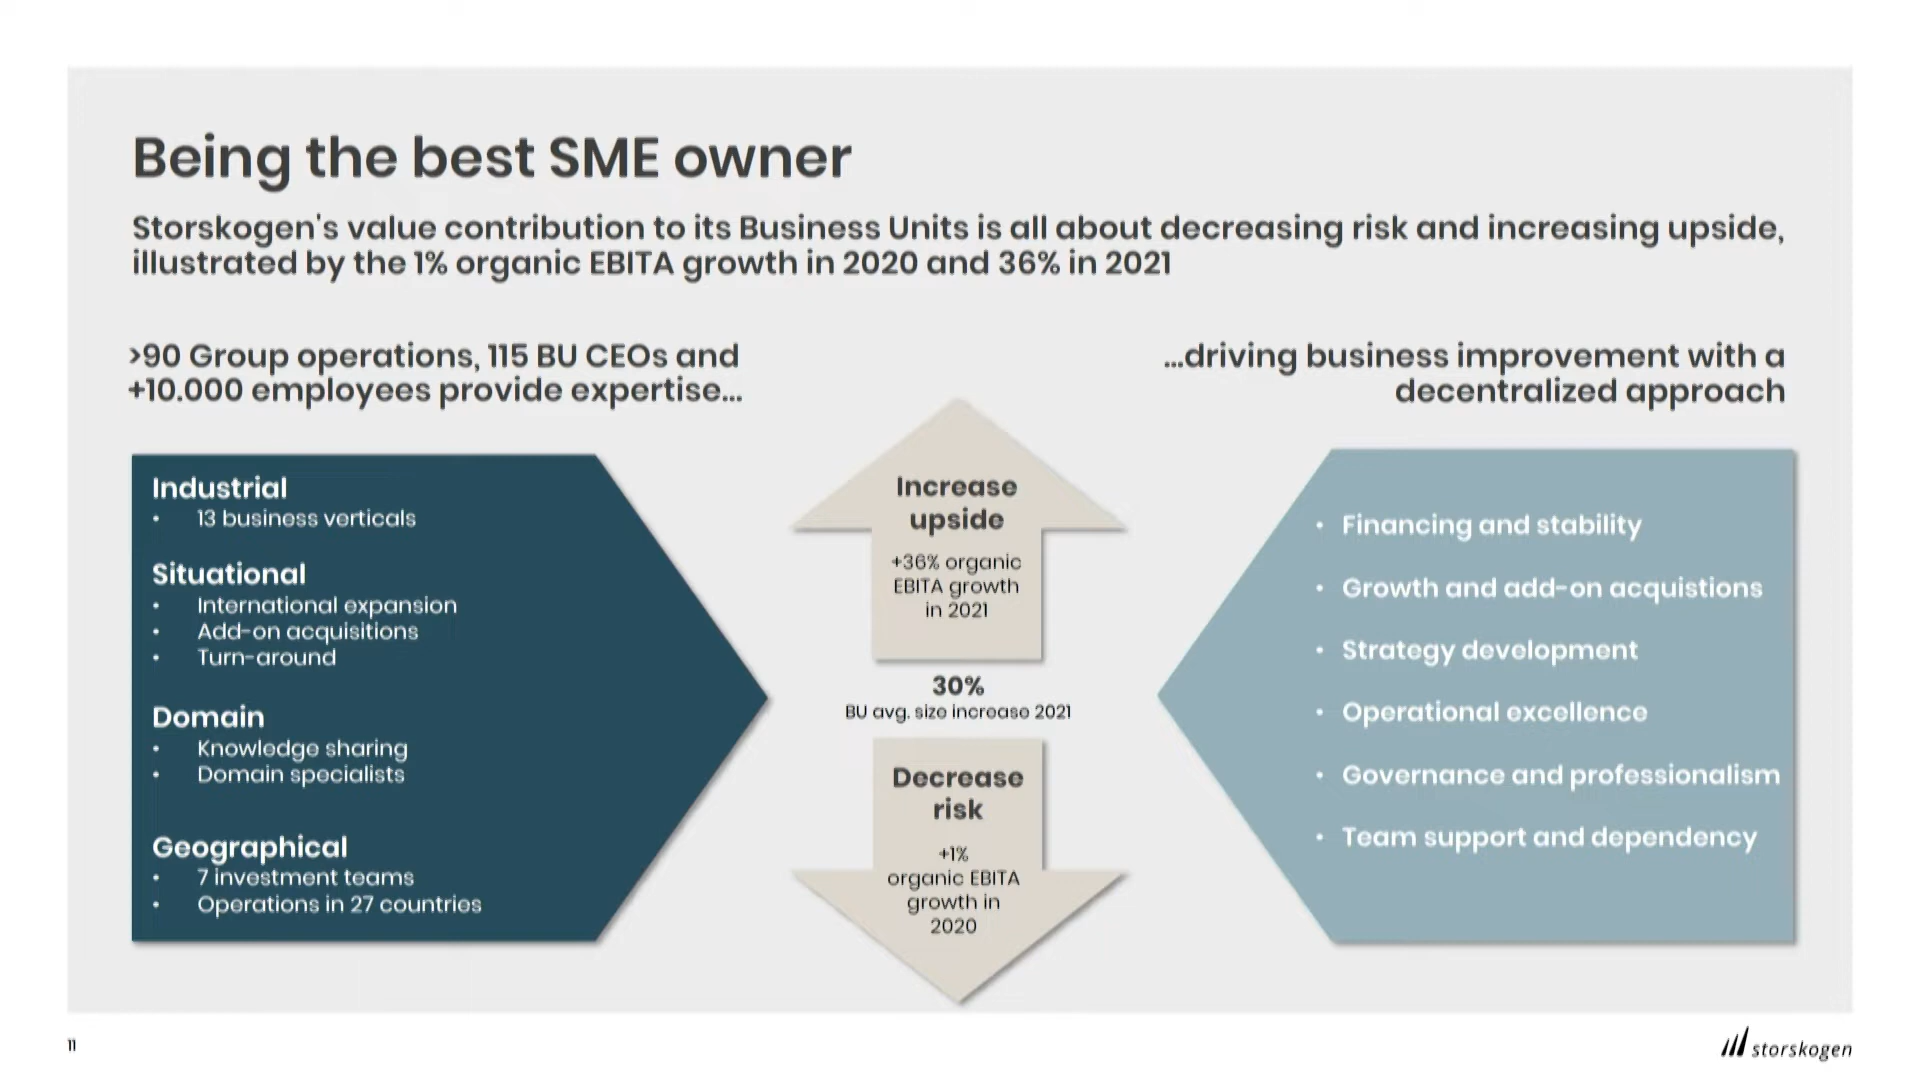 Being the best SME owner
Storskogen's value contribution to its Business Units is all about decreasing risk and increasing upside,
illustrated by the 1% organic EBITA growth in 2020 and 36% in 2021
>90 Group operations, 115 BU CEOs and
+10.000 employees provide expertise...
...driving business improvement with a
decentralized approach
Industrial
• 13 business verticals
Situational
• International expansion
• Add-on acquisitions
• Turn-around
Domain
• Knowledge sharing
• Domain specialists
Geographical
• 7 investment teams
• Operations in 27 countries
Increase
upside
+36% organic
EBITA growth
in 2021
30%
BU avg. size increase 2021
Decrease
risk
+1%
organic EBITA
growth in
2020
• Financing and stability
• Growth and add-on acquistions
• Strategy development
• Operational excellence
• Governance and professionalism
• Team support and dependency
11
storskogen